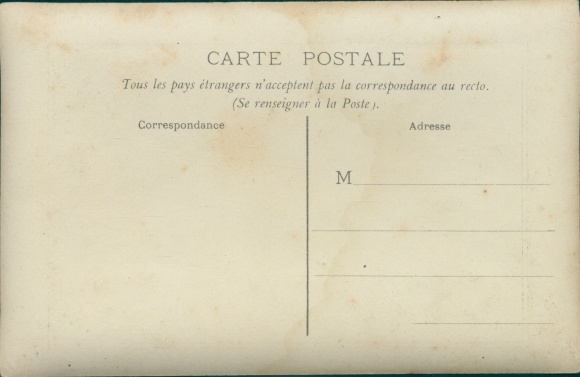 CARTE POSTALE
Tous les pays étrangers n'acceptent pas la correspondance au recto.
(Se renseigner à la Poste).
Correspondance
Adresse
M